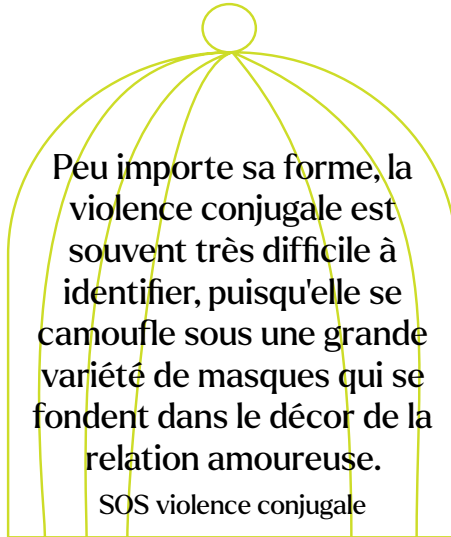 Peu importe sa forme, la
violence conjugale est
souvent très difficile à
identifier, puisqu'elle se
camoufle sous une grande
variété de masques qui se
fondent dans le décor de la
relation amoureuse.
SOS violence conjugale